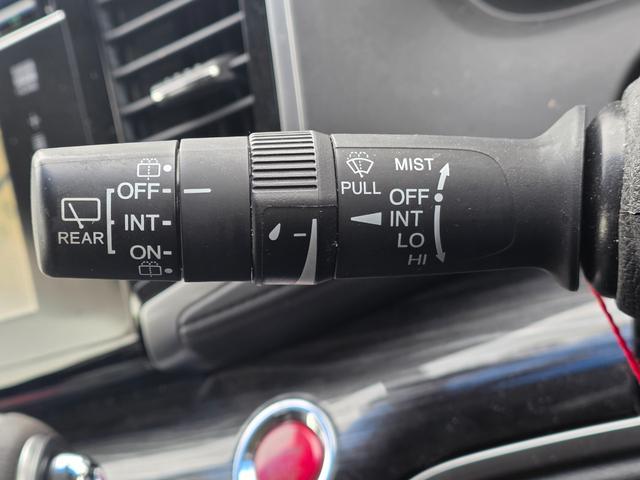 OFF
INT
ON
REAR
PULL
MIST
OFF
INT
LO
HI